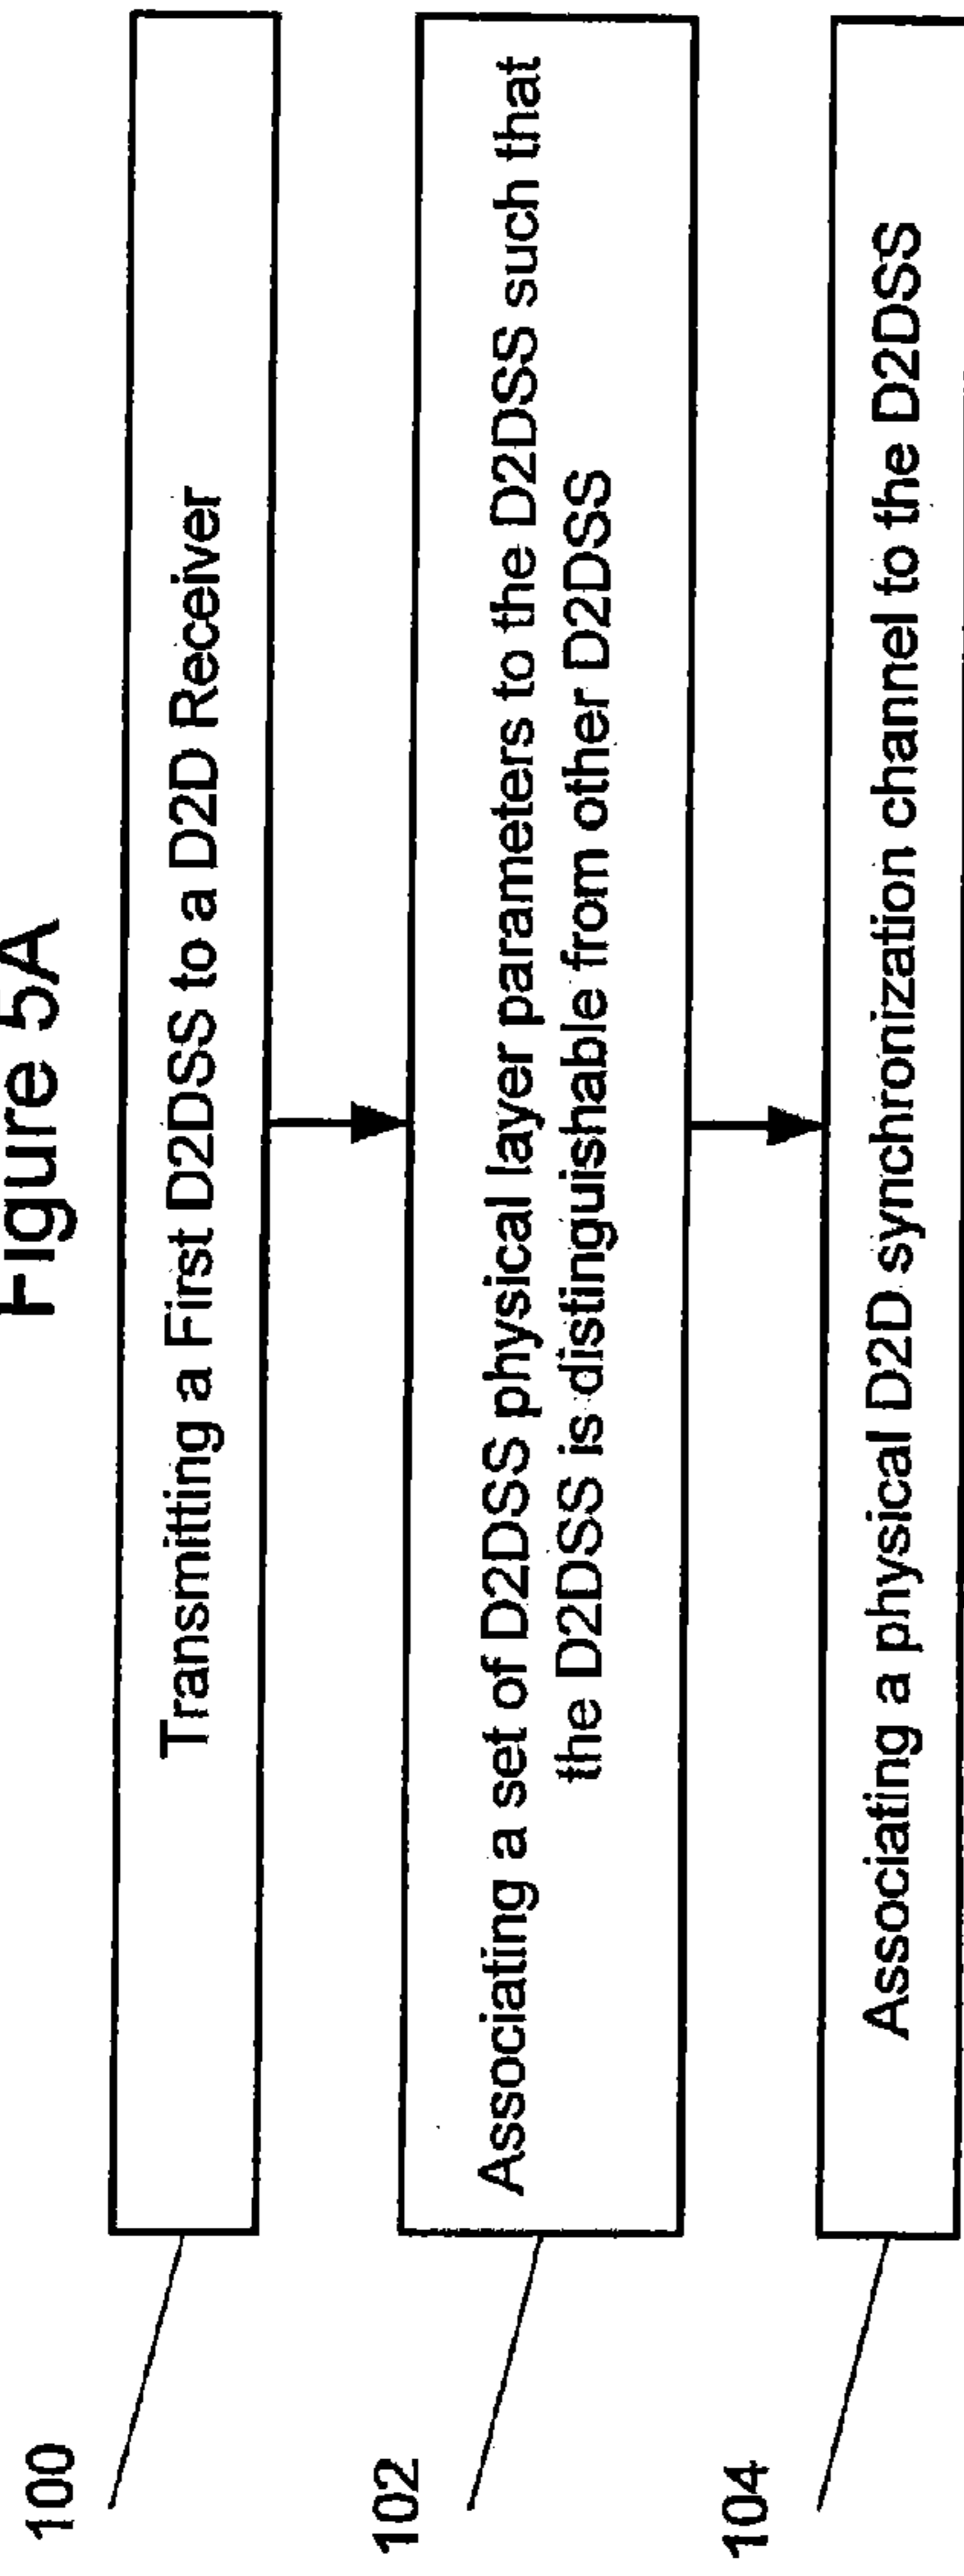 Figure 5A
100
Transmitting a First D2DSS to a D2D Receiver
102
Associating a set of D2DSS physical layer parameters to the D2DSS such that
the D2DSS is distinguishable from other D2DSS
104
Associating a physical D2D synchronization channel to the D2DSS